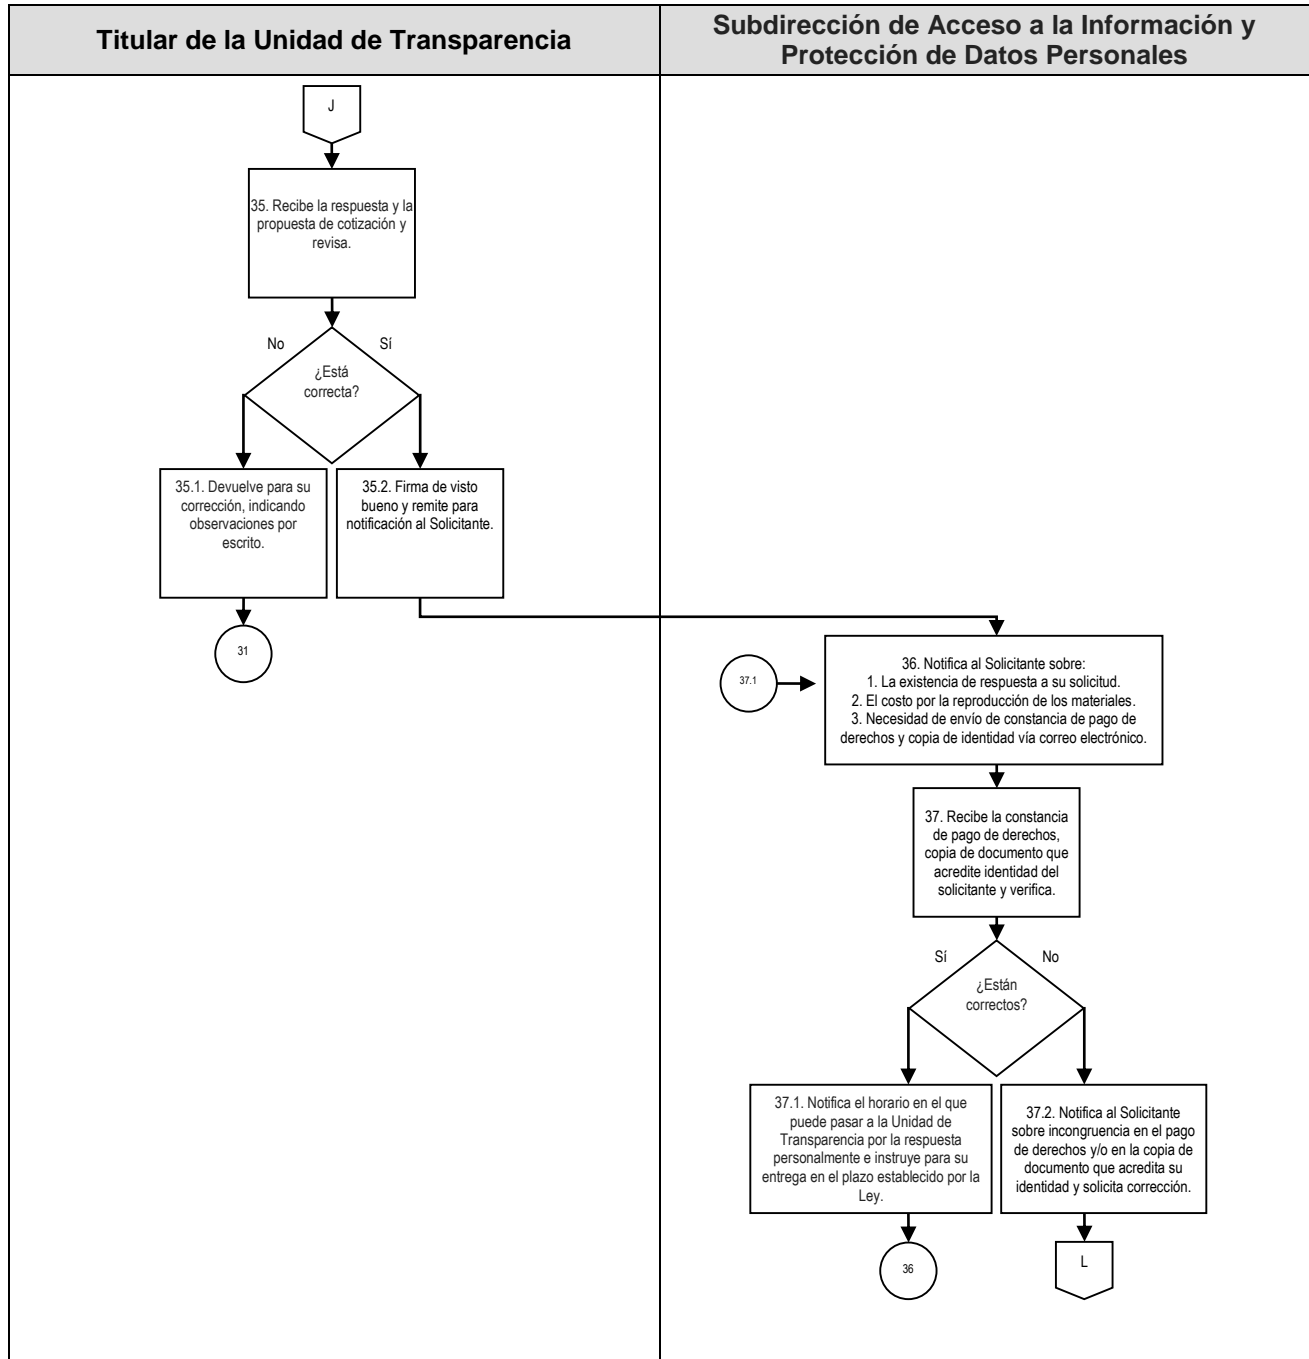 Titular de la Unidad de Transparencia
Subdirección de Acceso a la Información y
Protección de Datos Personales
J
35. Recibe la respuesta y la
propuesta de cotización y
revisa.
No
Sí
¿Está
correcta?
35.1. Devuelve para su
corrección, indicando
observaciones por
escrito.
35.2. Firma de visto
bueno y remite para
notificación al Solicitante.
31
37.1
36. Notifica al Solicitante sobre:
1. La existencia de respuesta a su solicitud.
2. El costo por la reproducción de los materiales.
3. Necesidad de envío de constancia de pago de
derechos y copia de identidad vía correo electrónico.
37. Recibe la constancia
de pago de derechos,
copia de documento que
acredite identidad del
solicitante y verifica.
Sí
No
¿Están
correctos?
37.1. Notifica el horario en el que
puede pasar a la Unidad de
Transparencia por la respuesta
personalmente e instruye para su
entrega en el plazo establecido por la
Ley.
37.2. Notifica al Solicitante
sobre incongruencia en el pago
de derechos y/o en la copia de
documento que acredita su
identidad y solicita corrección.
36
L